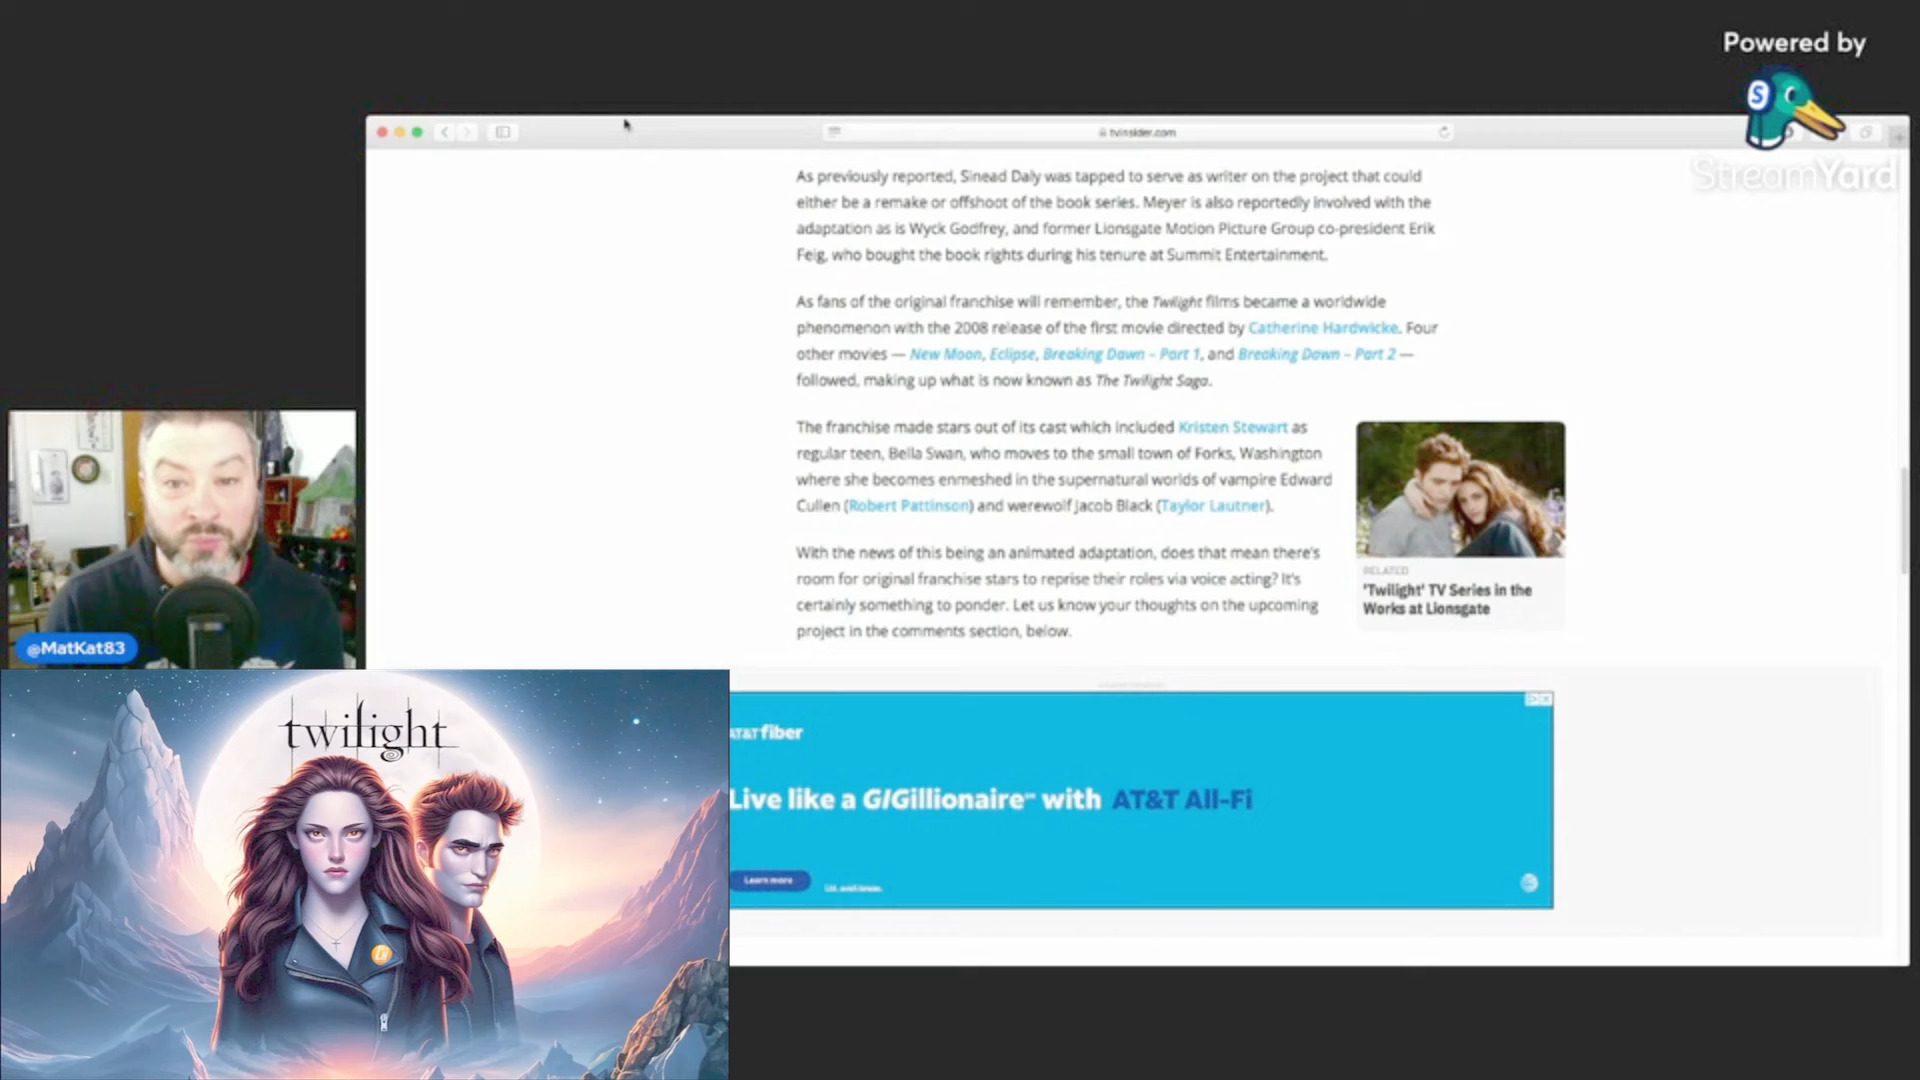 Powered by
StreamYard
tvinsider.com
As previously reported, Sinead Daly was tapped to serve as writer on the project that could
either be a remake or offshoot of the book series. Meyer is also reportedly involved with the
adaptation as is Wyck Godfrey, and former Lionsgate Motion Picture Group co-president Erik
Feig, who bought the book rights during his tenure at Summit Entertainment.
As fans of the original franchise will remember, the Twilight films became a worldwide
phenomenon with the 2008 release of the first movie directed by Catherine Hardwicke. Four
other movies — New Moon, Eclipse, Breaking Dawn – Part 1, and Breaking Dawn – Part 2 —
followed, making up what is now known as The Twilight Saga.
The franchise made stars out of its cast which included Kristen Stewart as
regular teen, Bella Swan, who moves to the small town of Forks, Washington
where she becomes enmeshed in the supernatural worlds of vampire Edward
Cullen (Robert Pattinson) and werewolf Jacob Black (Taylor Lautner).
With the news of this being an animated adaptation, does that mean there's
room for original franchise stars to reprise their roles via voice acting? It's
certainly something to ponder. Let us know your thoughts on the upcoming
project in the comments section, below.
RELATED
'Twilight' TV Series in the
Works at Lionsgate
@MatKat83
twilight
AT&T fiber
Live like a GIGillionaire℠ with AT&T All-Fi
Learn more